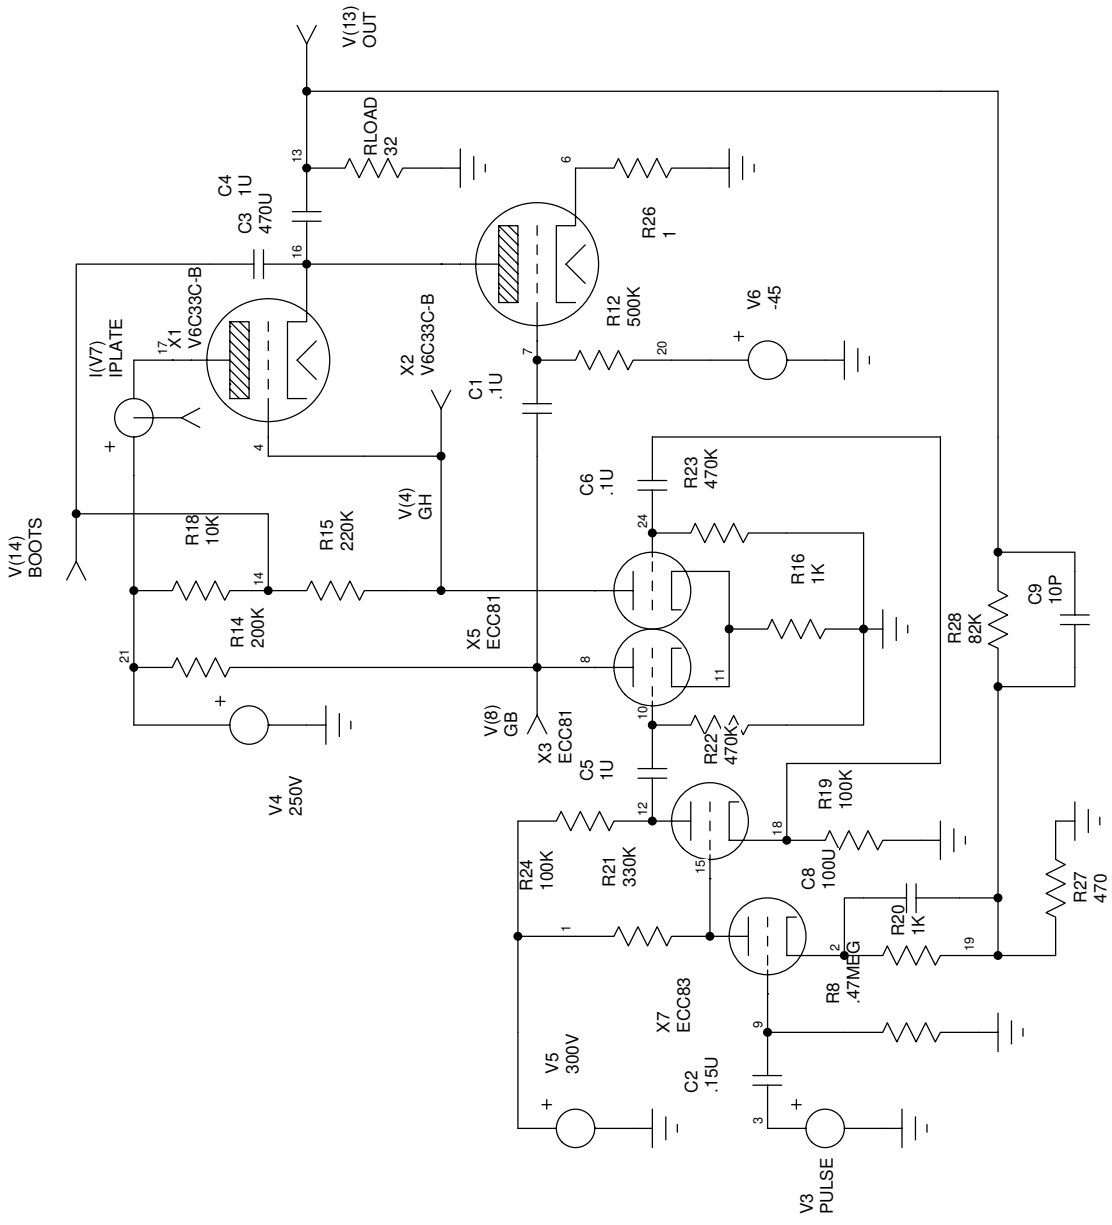 V(13)
OUT
RLOAD
32
13
C4
1U
C3
470U
16
6
R26
1
I(V7)
IPLATE
17
X1
V6C33C-B
+
4
X2
V6C33C-B
C1
.1U
7
R12
500K
20
V6
-45
+
V(14)
BOOTS
R18
10K
14
R15
220K
V(4)
GH
C6
.1U
R23
470K
24
R16
1K
21
R14
200K
X5
ECC81
8
11
10
V(8)
GB
X3
ECC81
R22
470K
C5
1U
12
+
V4
250V
R24
100K
R21
330K
1
15
18
R19
100K
C8
100U
R28
82K
C9
10P
R20
1K
2
19
R27
470
R8
.47MEG
X7
ECC83
9
C2
.15U
V5
300V
+
3
+
V3
PULSE